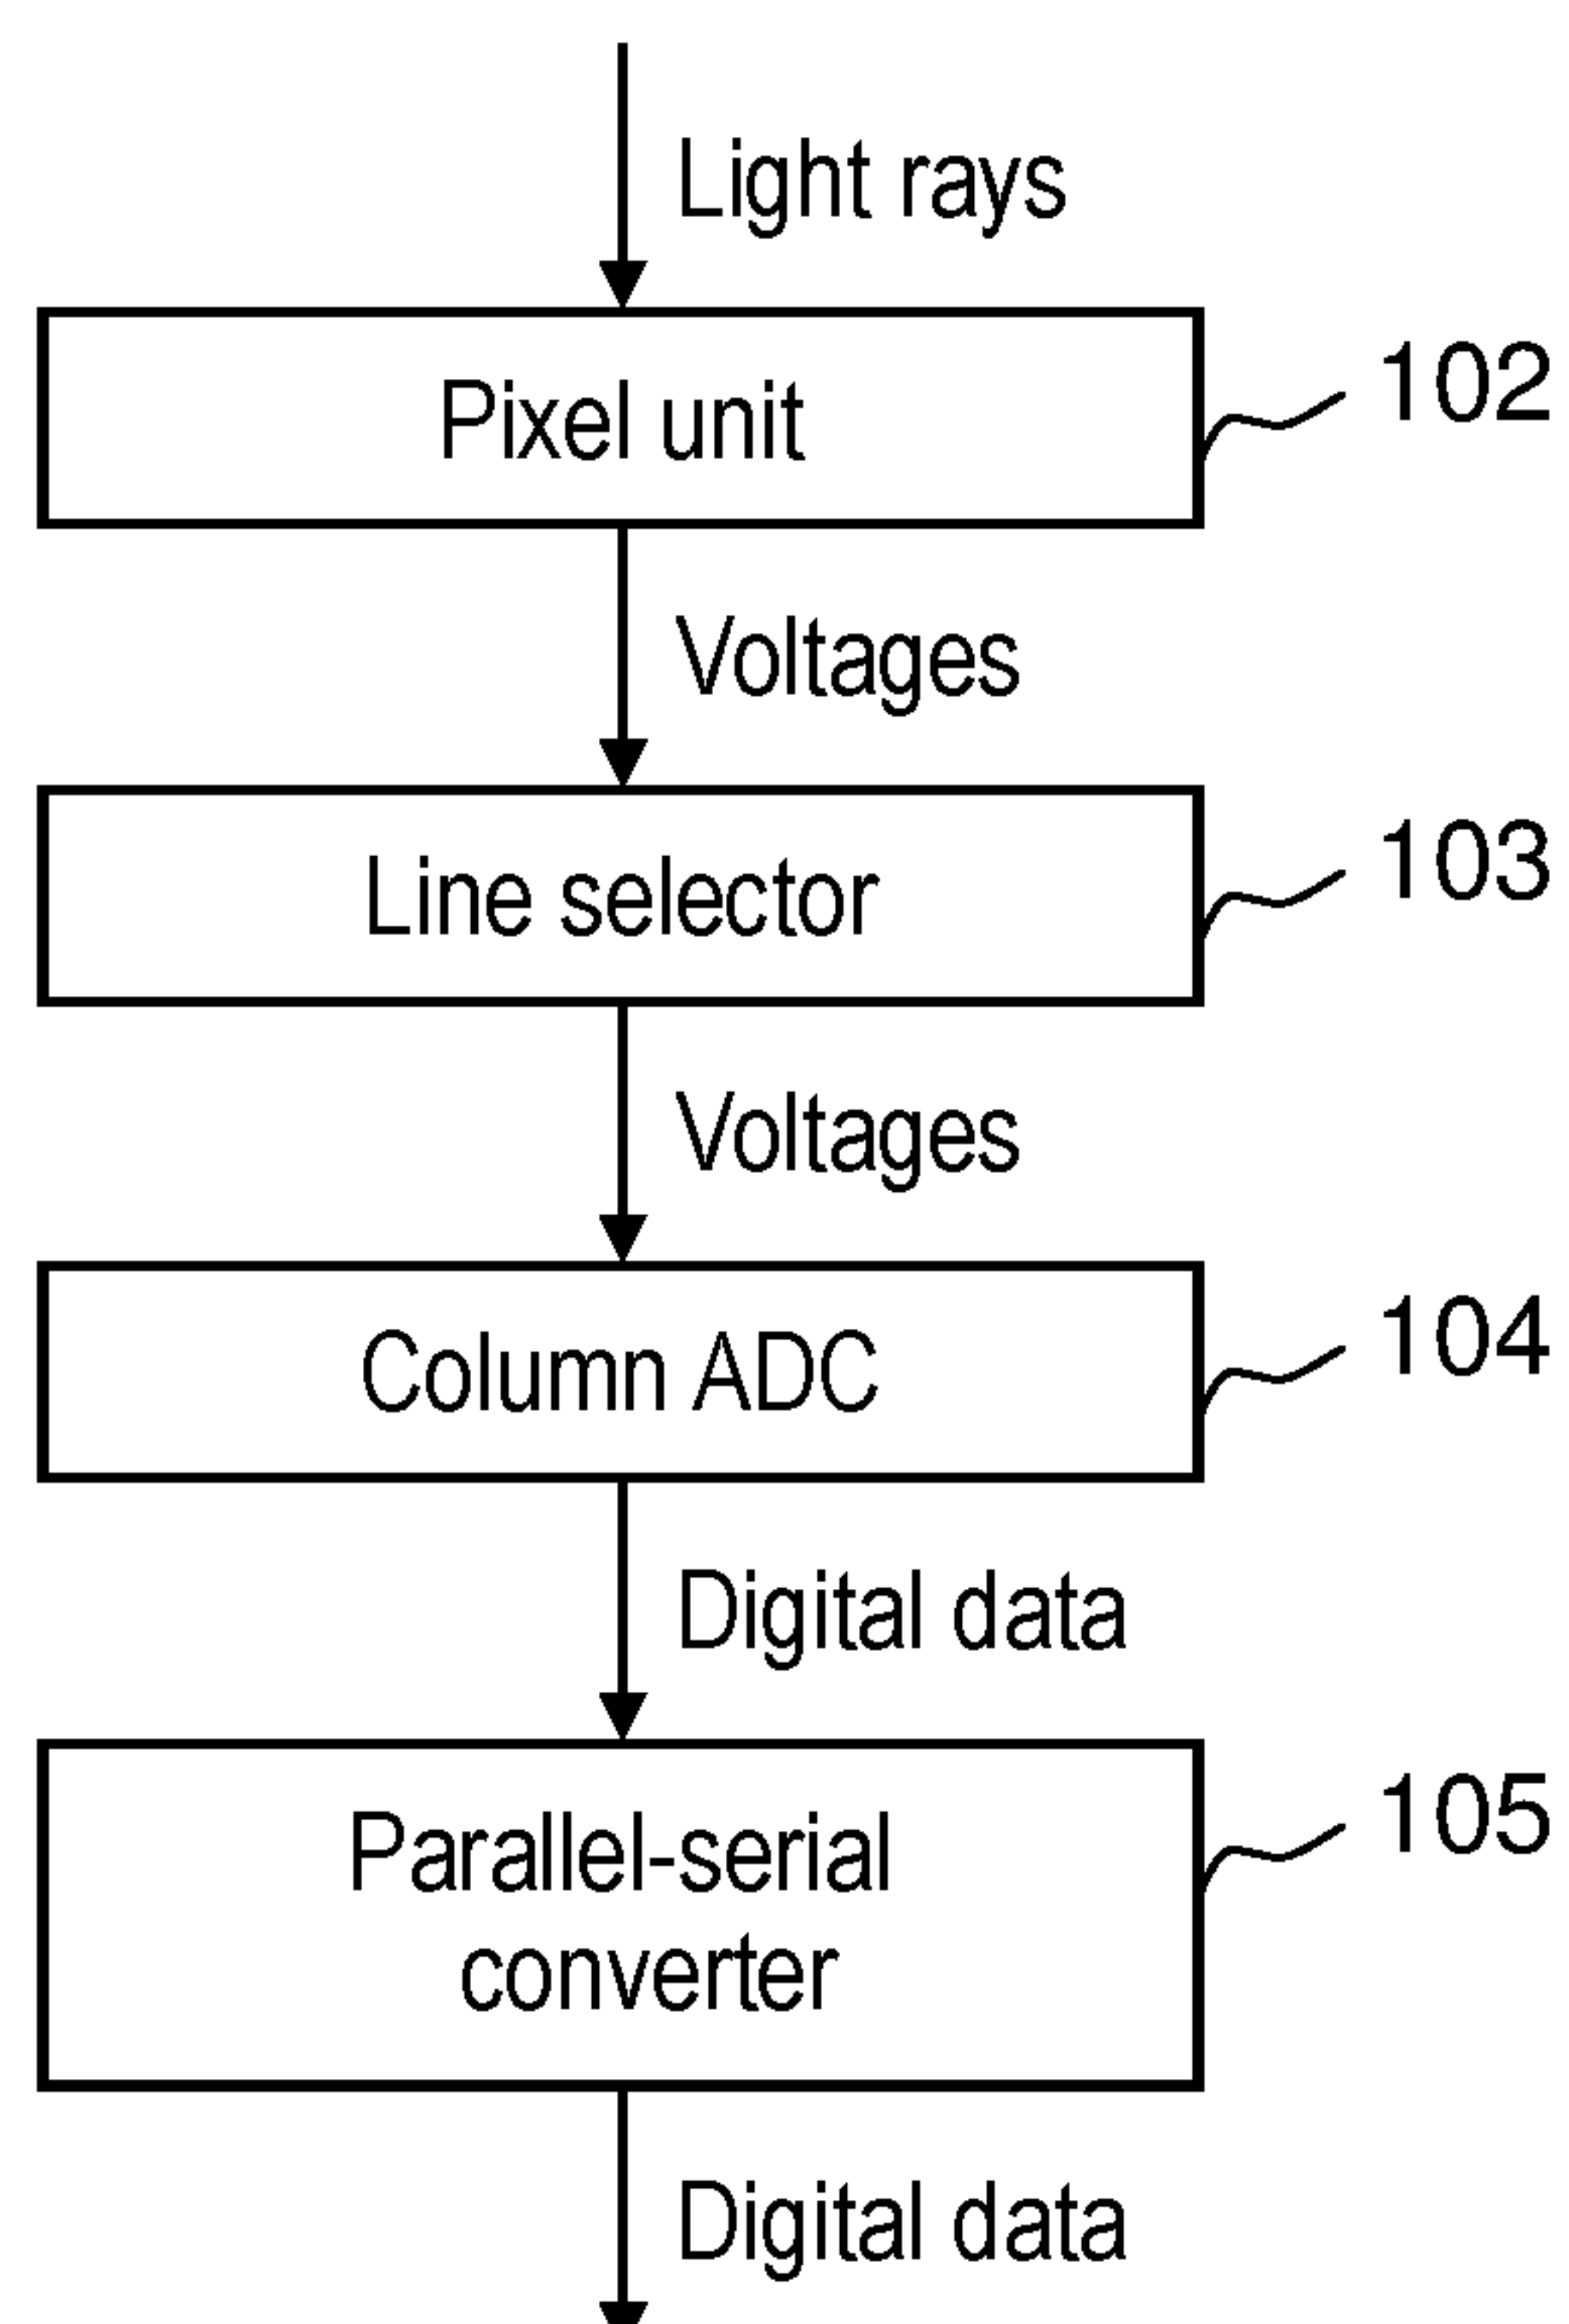 Light rays
Pixel unit
102
Voltages
Line selector
103
Voltages
Column ADC
104
Digital data
Parallel-serial
converter
105
Digital data